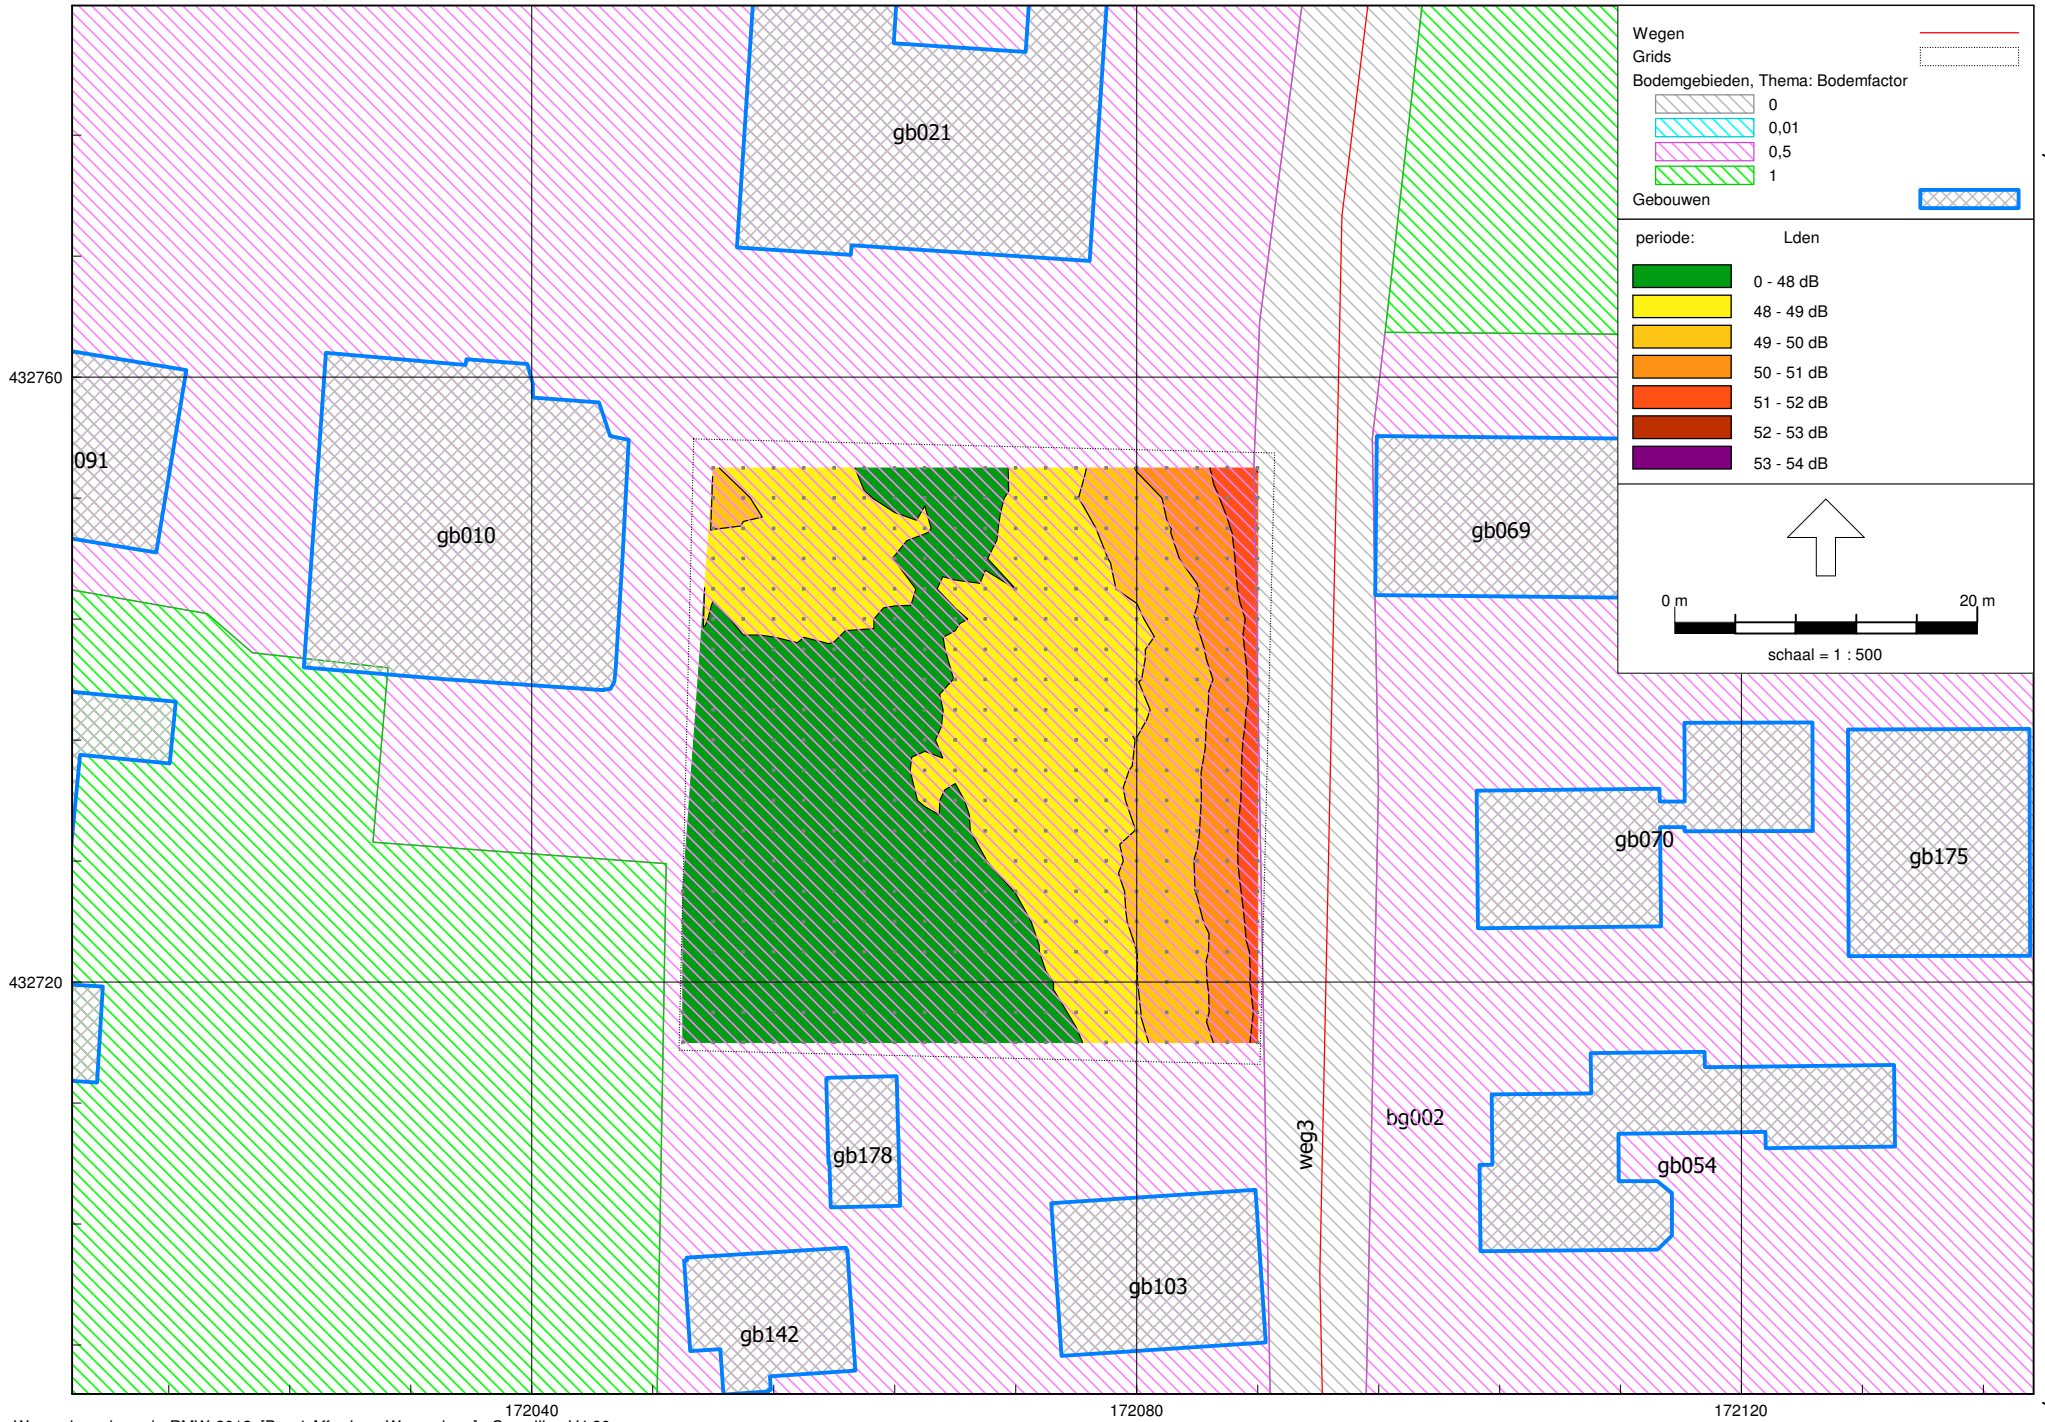 Wegen
Grids
Bodemgebieden, Thema: Bodemfactor
0
0,01
0,5
1
Gebouwen
periode: Lden
0 - 48 dB
48 - 49 dB
49 - 50 dB
50 - 51 dB
51 - 52 dB
52 - 53 dB
53 - 54 dB
0 m 20 m
schaal = 1 : 500
gb021
432760
091
gb010
gb069
gb070
gb175
432720
weg3
bg002
gb178
gb054
gb103
gb142
172040
172080
172120